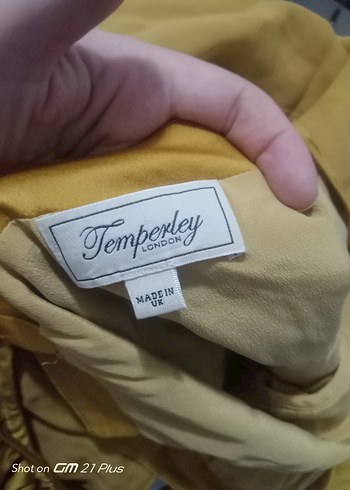 Temperley
LONDON
MADE IN
UK
Shot on GM 21 Plus